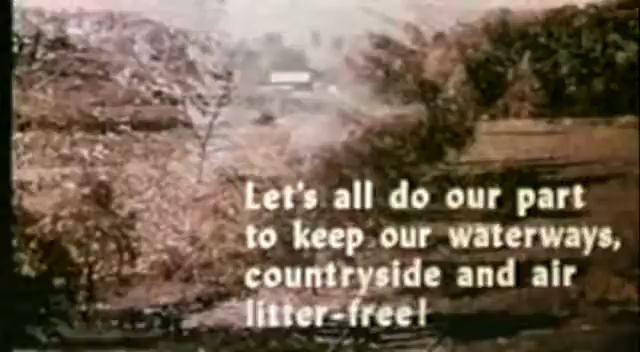 Let's all do our part
to keep our waterways,
countryside and air
litter-free!